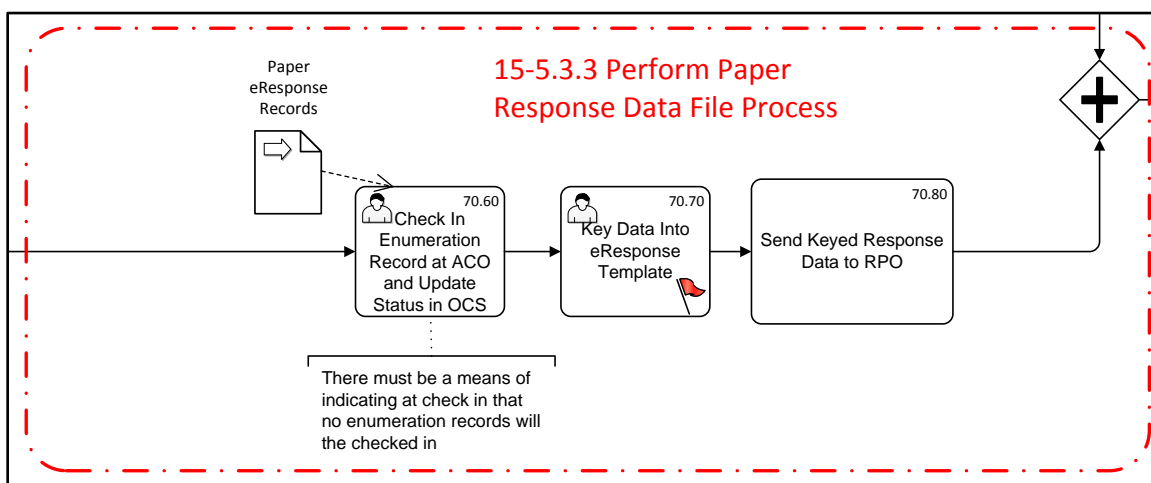 15-5.3.3 Perform Paper
Response Data File Process
Paper
eResponse
Records
70.60
Check In
Enumeration
Record at ACO
and Update
Status in OCS
70.70
Key Data Into
eResponse
Template
70.80
Send Keyed Response
Data to RPO
There must be a means of
indicating at check in that
no enumeration records will
the checked in